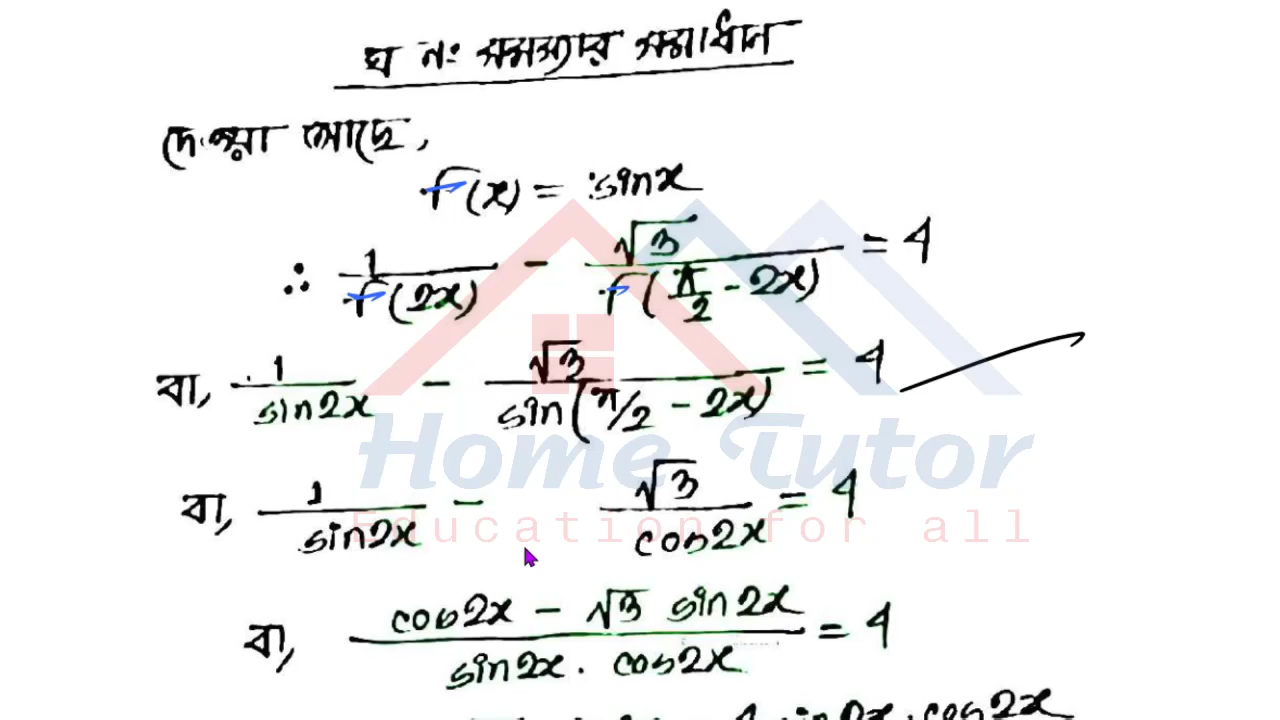 ঘ নং সমস্যার সমাধান
দেওয়া আছে,
f(x) = sinx
∴ 1/f(2x) - √3/f(π/2 - 2x) = 4
বা, 1/sin2x - √3/sin(π/2 - 2x) = 4
Home Tutor
বা, 1/sin2x - √3/cos2x = 4
Education for all
বা, cos2x - √3 sin2x/sin2x . cos2x = 4